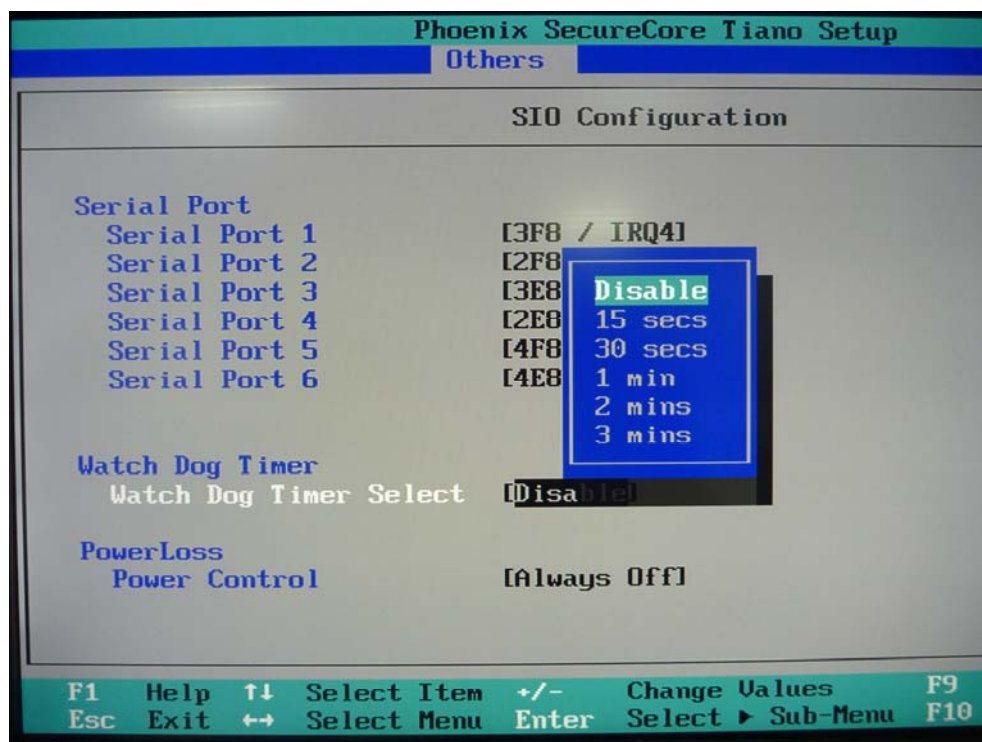 Phoenix SecureCore Tiano Setup
Others
SIO Configuration
Serial Port
Serial Port 1 [3F8 / IRQ4]
Serial Port 2 [2F8
Serial Port 3 [3E8
Serial Port 4 [2E8
Serial Port 5 [4F8
Serial Port 6 [4E8
Disable
15 secs
30 secs
1 min
2 mins
3 mins
Watch Dog Timer
Watch Dog Timer Select [Disable]
PowerLoss
Power Control [Always Off]
F1 Help ↑↓ Select Item +/- Change Values F9
Esc Exit ←→ Select Menu Enter Select ▶ Sub-Menu F10